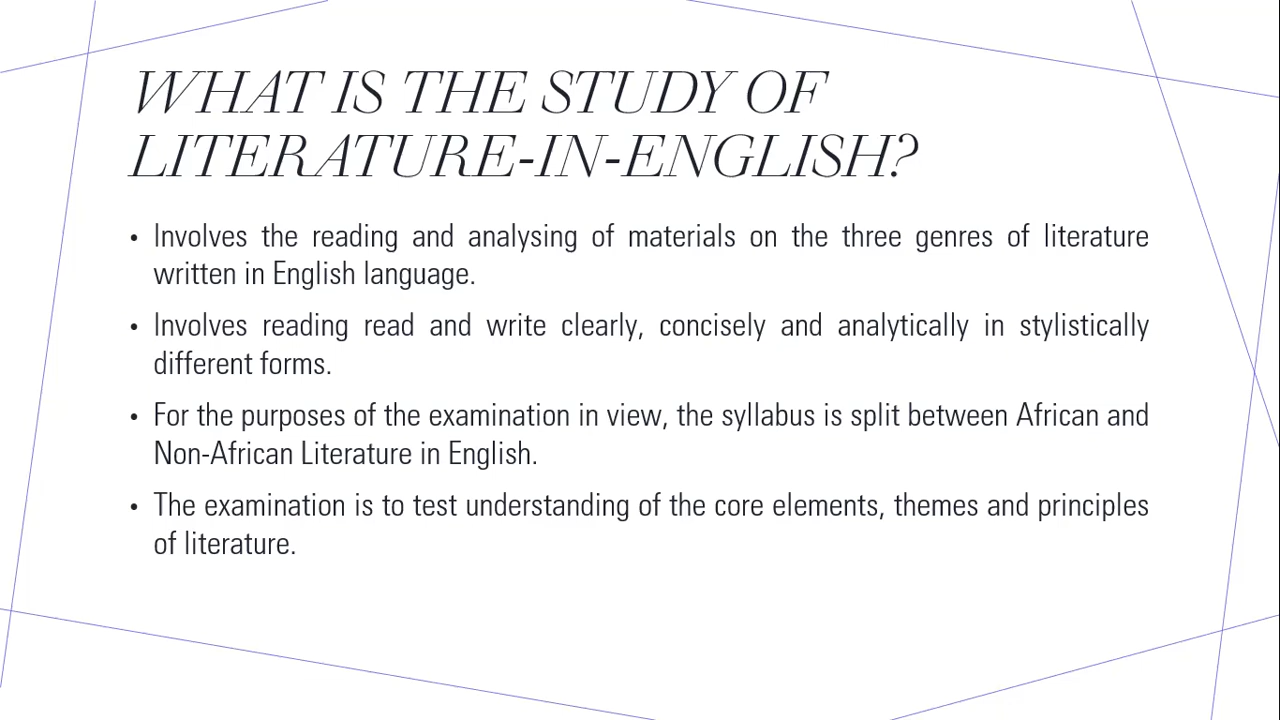 WHAT IS THE STUDY OF
LITERATURE-IN-ENGLISH?
• Involves the reading and analysing of materials on the three genres of literature
written in English language.
• Involves reading read and write clearly, concisely and analytically in stylistically
different forms.
• For the purposes of the examination in view, the syllabus is split between African and
Non-African Literature in English.
• The examination is to test understanding of the core elements, themes and principles
of literature.